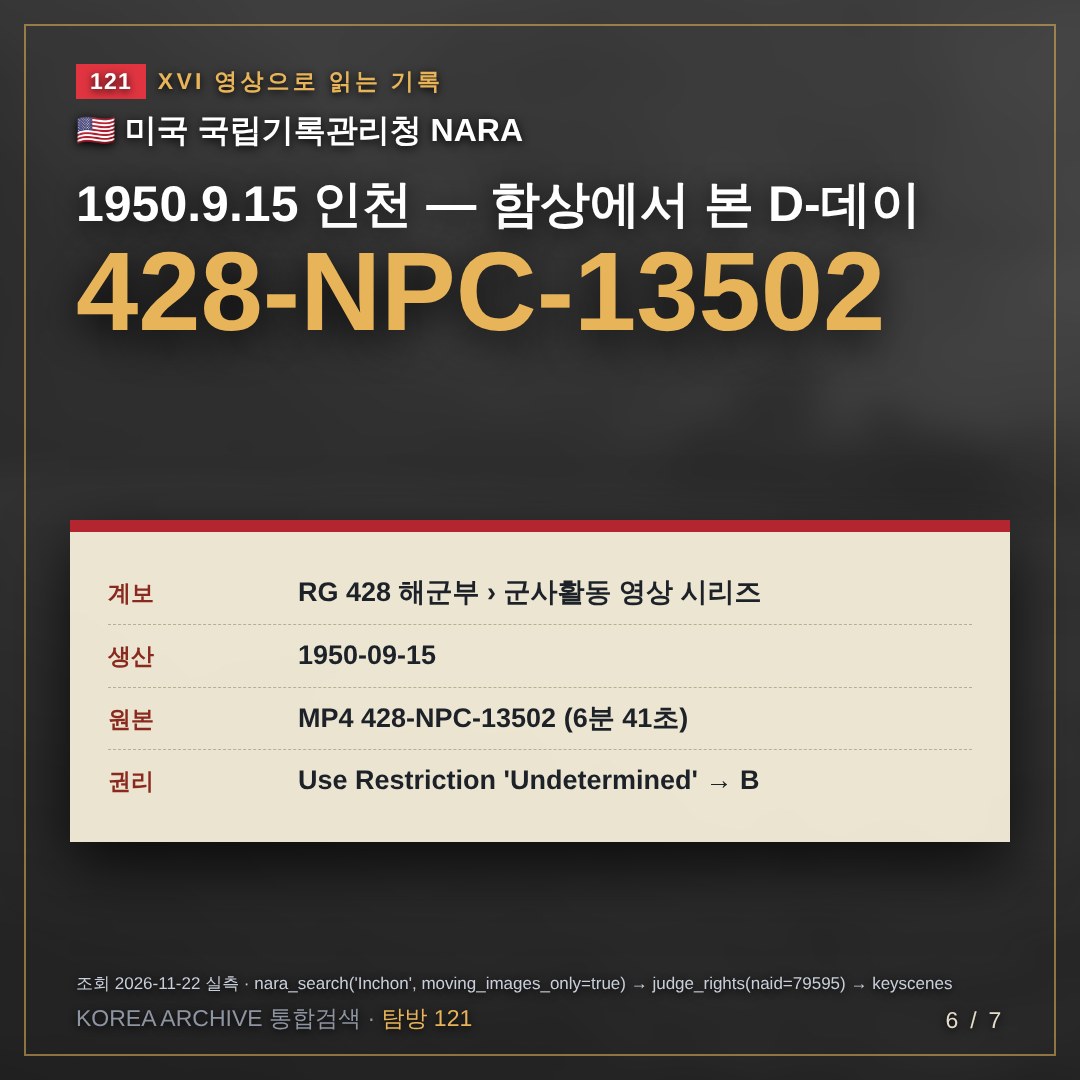 121 XVI 영상으로 읽는 기록
🇺🇸 미국 국립기록관리청 NARA
1950.9.15 인천 — 함상에서 본 D-데이
428-NPC-13502
계보 RG 428 해군부 › 군사활동 영상 시리즈
생산 1950-09-15
원본 MP4 428-NPC-13502 (6분 41초)
권리 Use Restriction 'Undetermined' → B
조회 2026-11-22 실측 · nara_search('Inchon', moving_images_only=true) → judge_rights(naid=79595) → keyscenes
KOREA ARCHIVE 통합검색 · 탐방 121
6 / 7